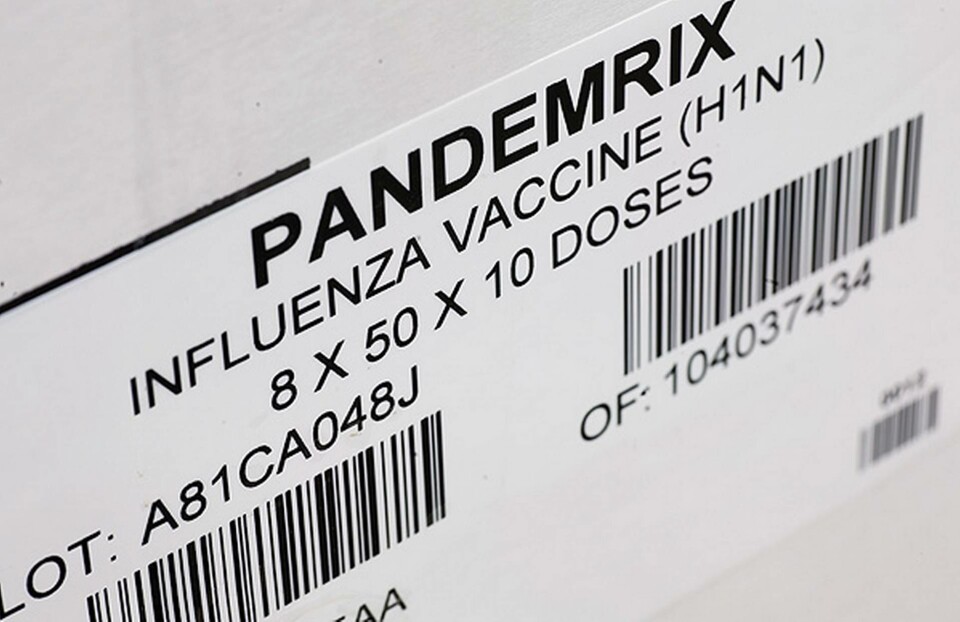 PANDEMRIX
INFLUENZA VACCINE (H1N1)
8 X 50 X 10 DOSES
LOT: A81CA048J
OF: 104037434